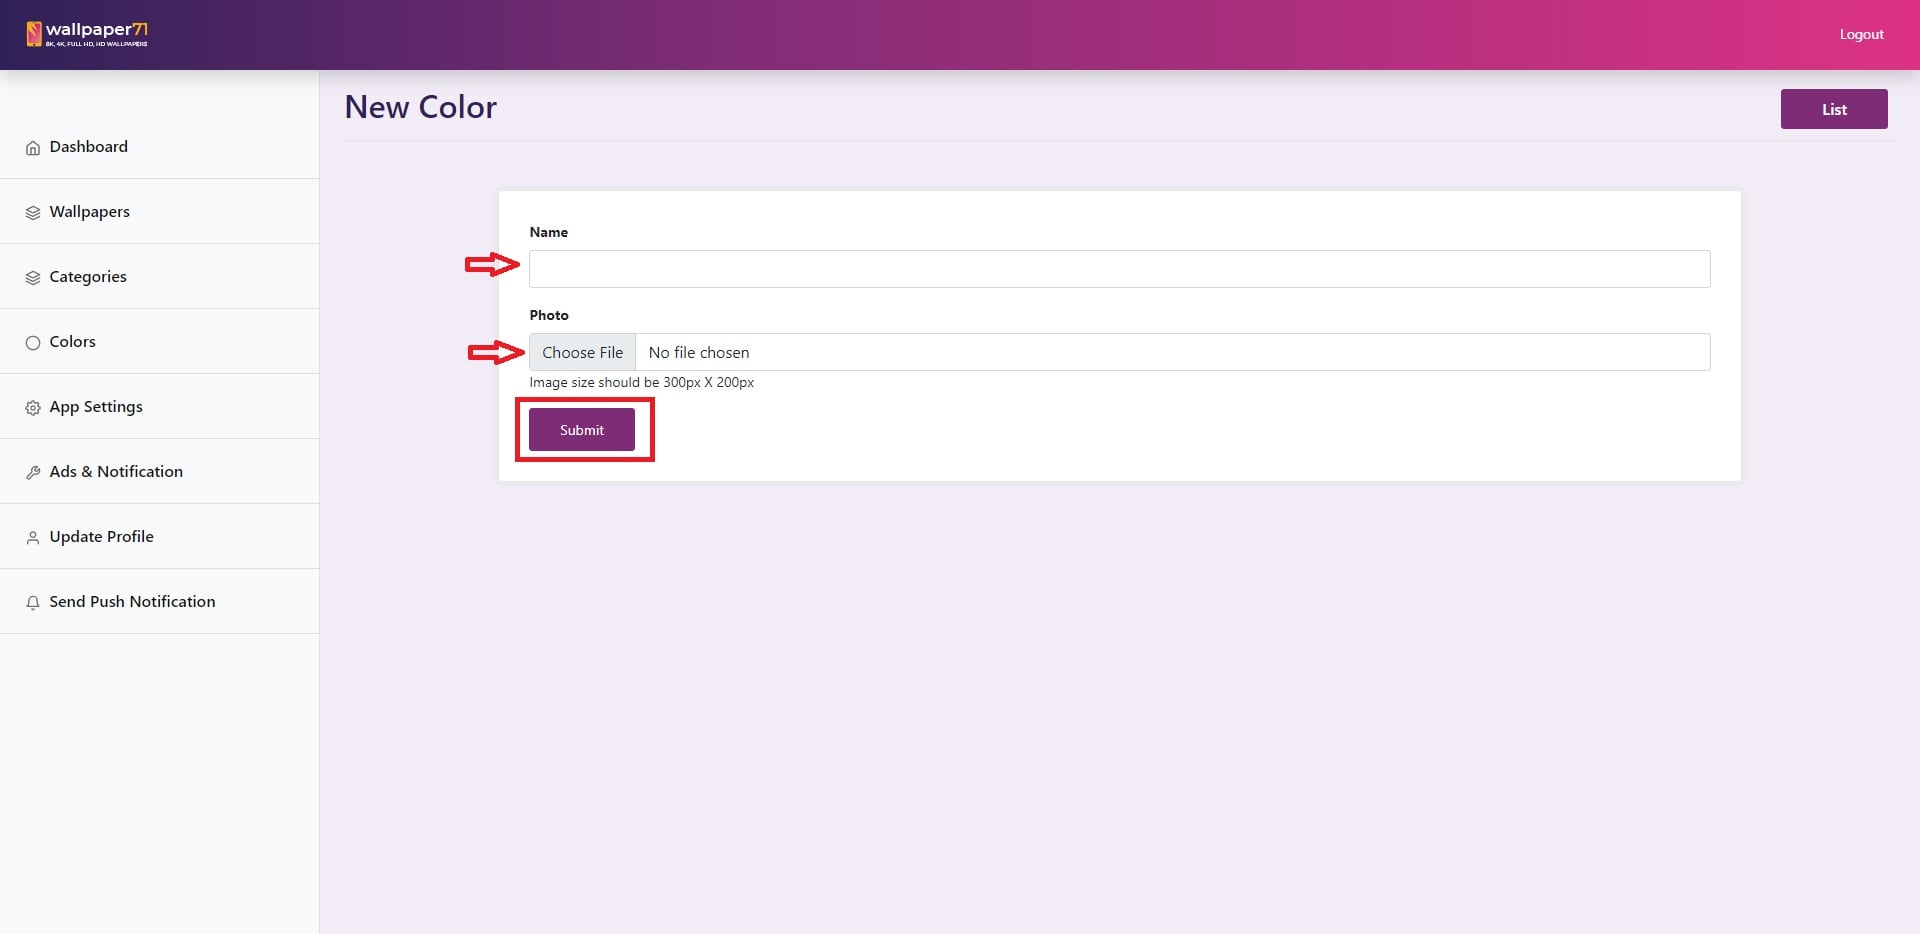 wallpaper71
8K, 4K, FULL HD, HD WALLPAPERS
Logout
Dashboard
Wallpapers
Categories
Colors
App Settings
Ads & Notification
Update Profile
Send Push Notification
New Color
List
Name
Photo
Choose File No file chosen
Image size should be 300px X 200px
Submit